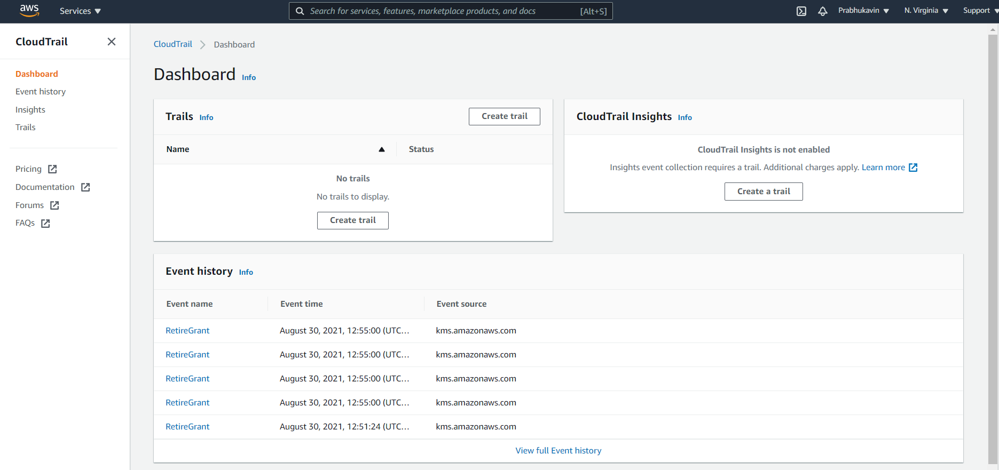 aws
Services
Search for services, features, marketplace products, and docs [Alt+S]
Prabhukavin
N. Virginia
Support
CloudTrail
Dashboard
Event history
Insights
Trails
Pricing
Documentation
Forums
FAQs
CloudTrail Dashboard
Dashboard Info
Trails Info Create trail
Name Status
No trails
No trails to display.
Create trail
CloudTrail Insights Info
CloudTrail Insights is not enabled
Insights event collection requires a trail. Additional charges apply. Learn more
Create a trail
Event history Info
Event name Event time Event source
RetireGrant August 30, 2021, 12:55:00 (UTC... kms.amazonaws.com
RetireGrant August 30, 2021, 12:55:00 (UTC... kms.amazonaws.com
RetireGrant August 30, 2021, 12:55:00 (UTC... kms.amazonaws.com
RetireGrant August 30, 2021, 12:55:00 (UTC... kms.amazonaws.com
RetireGrant August 30, 2021, 12:51:24 (UTC... kms.amazonaws.com
View full Event history